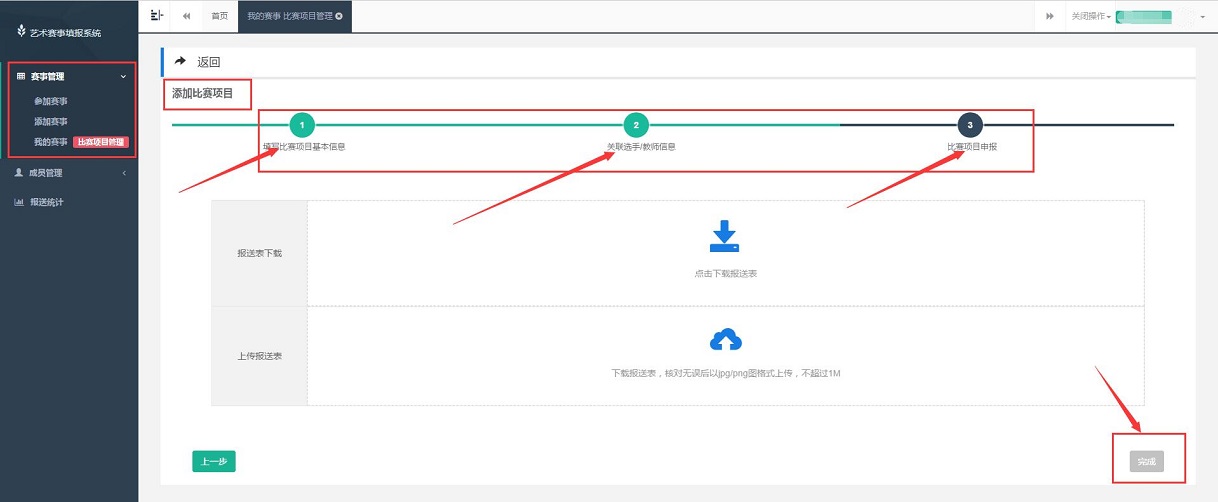 艺术赛事填报系统
首页
我的赛事 比赛项目管理
关闭操作
赛事管理
参加赛事
添加赛事
我的赛事 比赛项目管理
成员管理
报送统计
返回
添加比赛项目
1
2
3
填写比赛项目基本信息
关联选手/教师信息
比赛项目申报
报送表下载
点击下载报送表
上传报送表
下载报送表，核对无误后以jpg/png图格式上传，不超过1M
上一步
完成